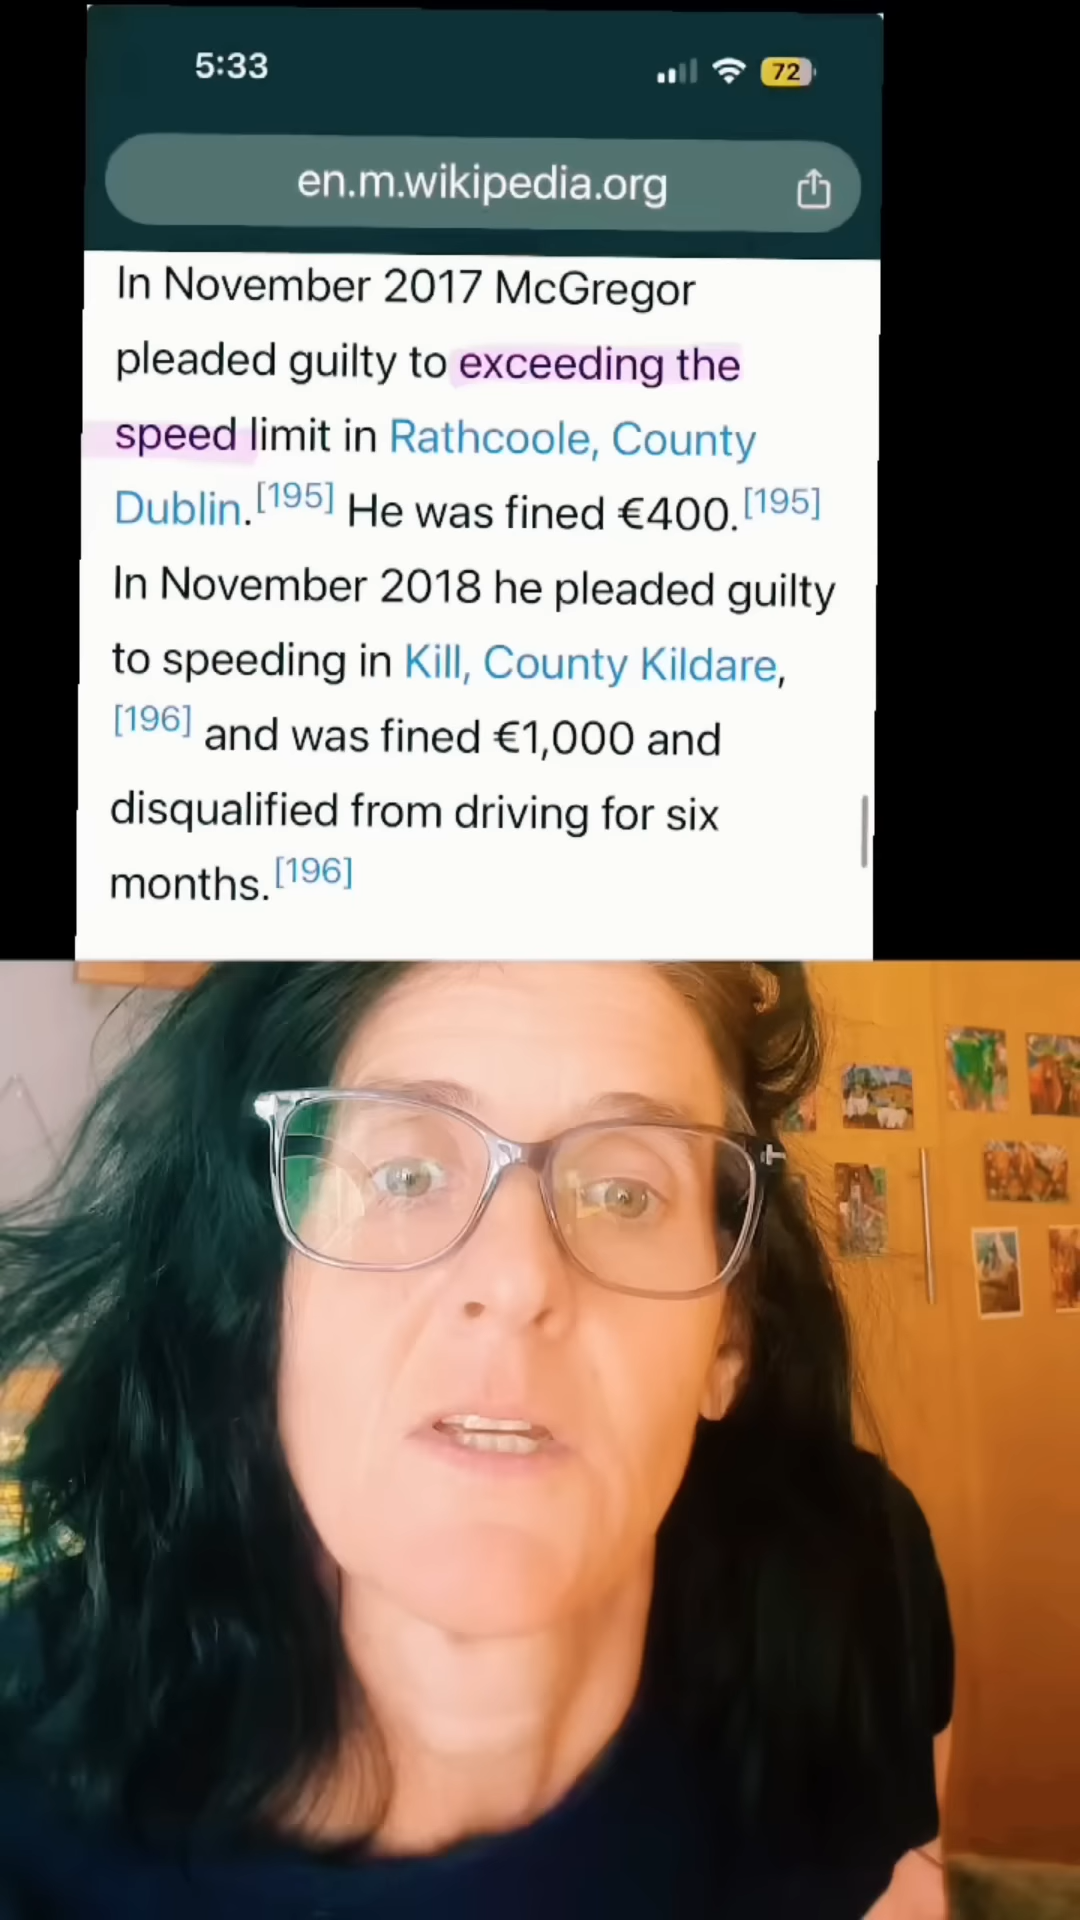 5:33
72
en.m.wikipedia.org
In November 2017 McGregor
pleaded guilty to exceeding the
speed limit in Rathcoole, County
Dublin.[195] He was fined €400.[195]
In November 2018 he pleaded guilty
to speeding in Kill, County Kildare,
[196] and was fined €1,000 and
disqualified from driving for six
months.[196]